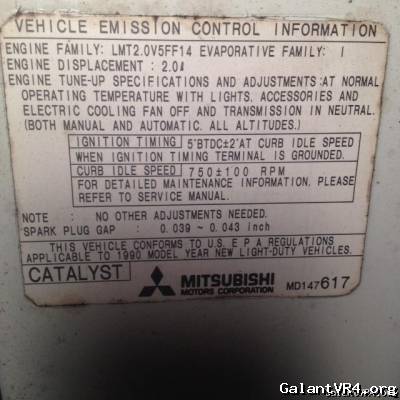 VEHICLE EMISSION CONTROL INFORMATION
ENGINE FAMILY: LMT2.0V5FF14 EVAPORATIVE FAMILY: I
ENGINE DISPLACEMENT : 2.0ℓ
ENGINE TUNE-UP SPECIFICATIONS AND ADJUSTMENTS AT NORMAL
OPERATING TEMPERATURE WITH LIGHTS, ACCESSORIES AND
ELECTRIC COOLING FAN OFF AND TRANSMISSION IN NEUTRAL.
(BOTH MANUAL AND AUTOMATIC. ALL ALTITUDES.)
IGNITION TIMING 5°BTDC±2°AT CURB IDLE SPEED
WHEN IGNITION TIMING TERMINAL IS GROUNDED.
CURB IDLE SPEED 750±100 RPM
FOR DETAILED MAINTENANCE INFORMATION, PLEASE
REFER TO SERVICE MANUAL.
NOTE : NO OTHER ADJUSTMENTS NEEDED.
SPARK PLUG GAP : 0.039 ~ 0.043 inch
THIS VEHICLE CONFORMS TO U.S. E P A REGULATIONS
APPLICABLE TO 1990 MODEL YEAR NEW LIGHT-DUTY VEHICLES.
CATALYST
MITSUBISHI
MOTORS CORPORATION
MD147617
GalantVR4.org